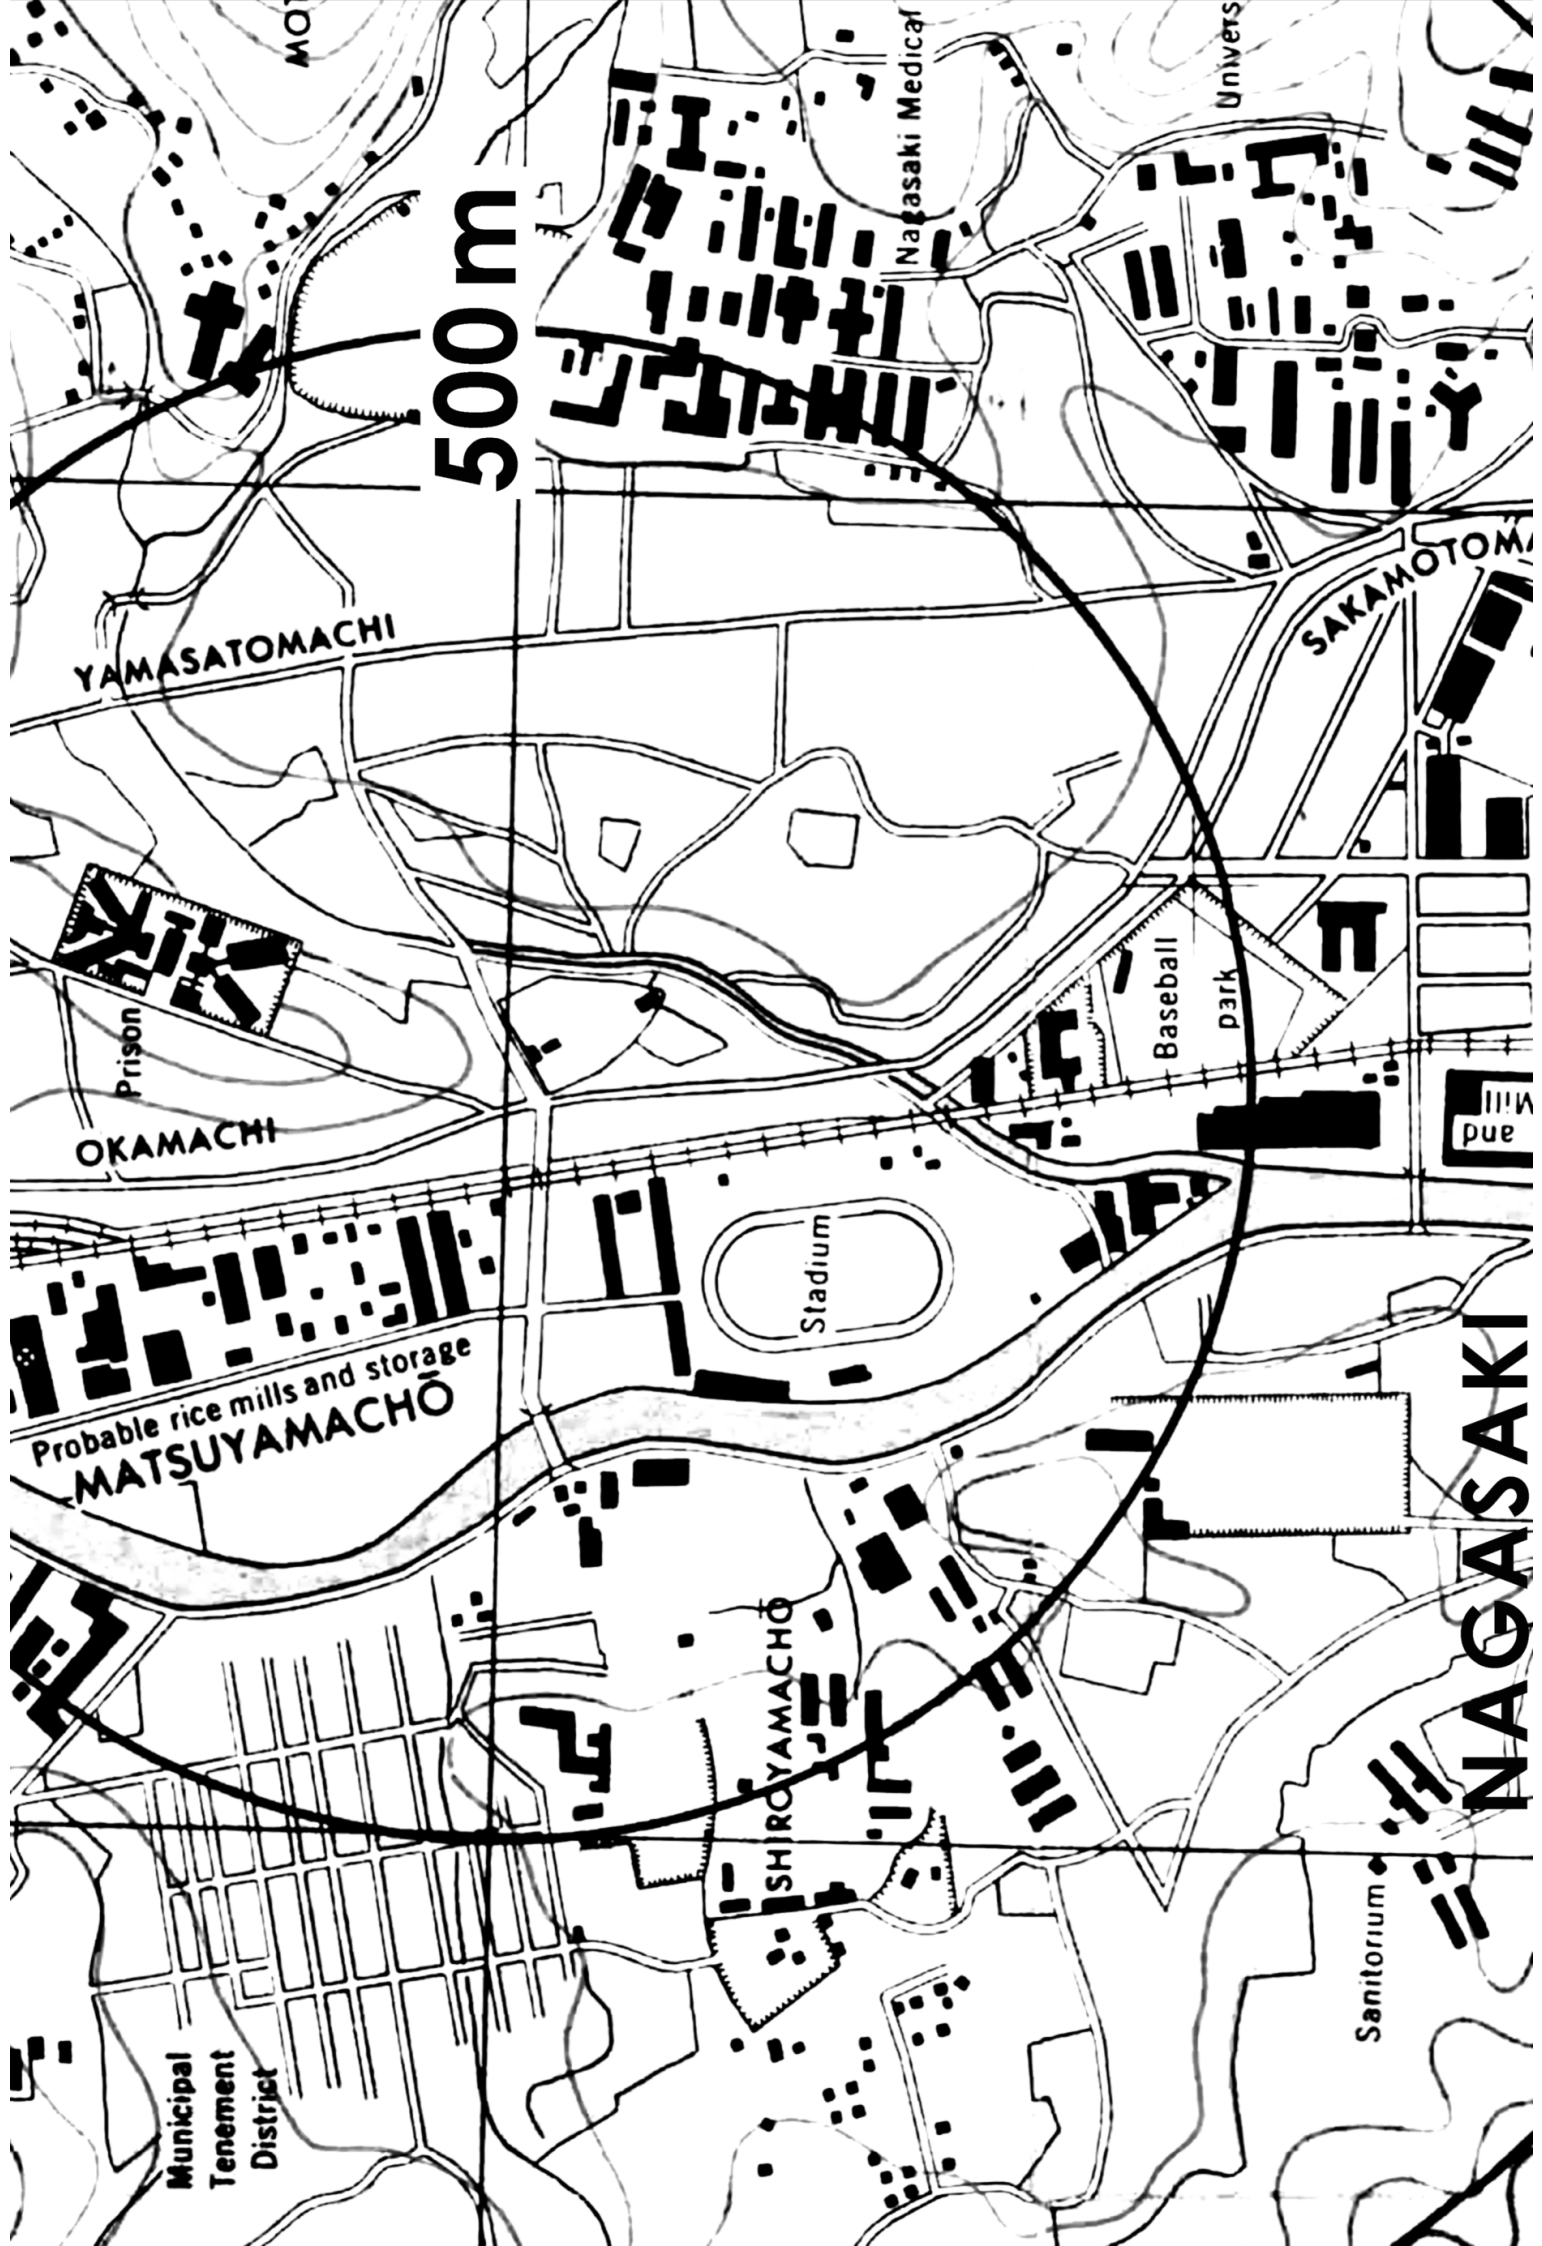 MOT
Nagasaki Medical
Univers
500 m
YAMASATOMACHI
SAKAMOTOMA
Prison
OKAMACHI
Baseball
park
Mill
and
Stadium
Probable rice mills and storage
MATSUYAMACHŌ
NAGASAKI
SHIROYAMACHŌ
Sanitorium
Municipal
Tenement
District